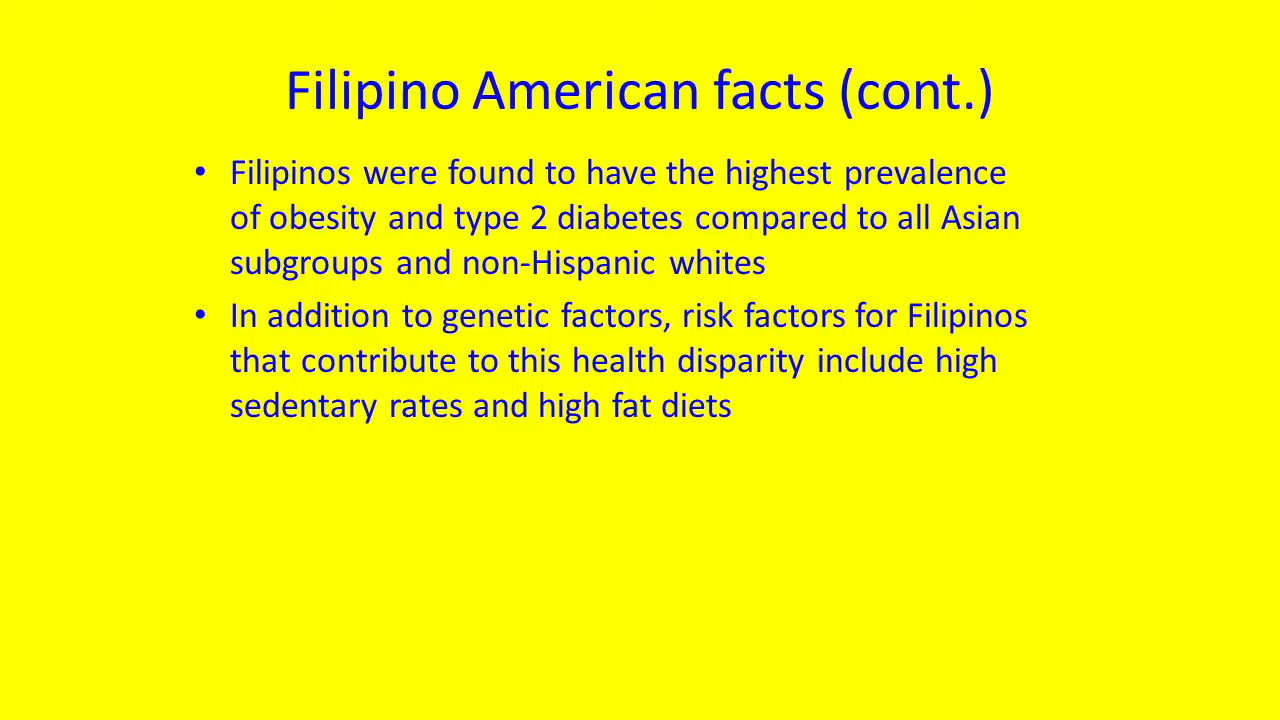 Filipino American facts (cont.)
• Filipinos were found to have the highest prevalence
of obesity and type 2 diabetes compared to all Asian
subgroups and non-Hispanic whites
• In addition to genetic factors, risk factors for Filipinos
that contribute to this health disparity include high
sedentary rates and high fat diets